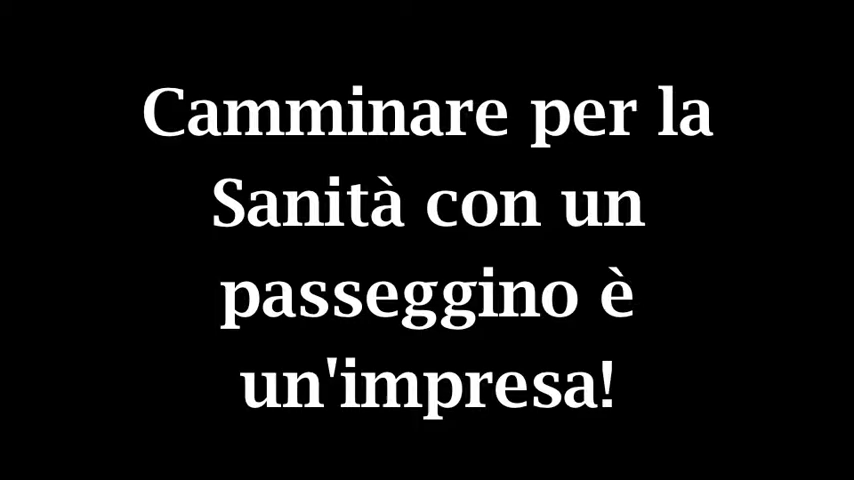 Camminare per la
Sanità con un
passeggino è
un'impresa!